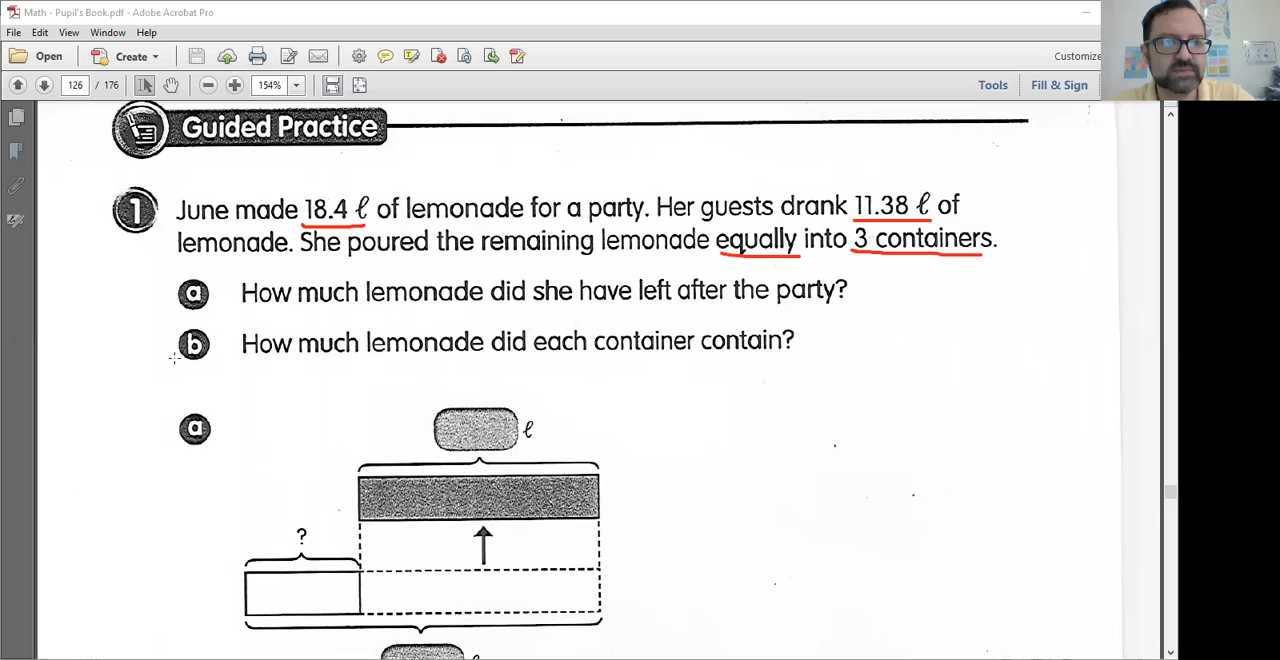 Math - Pupil's Book.pdf - Adobe Acrobat Pro
File Edit View Window Help
Open Create Customize
126 / 176 154% Tools Fill & Sign
Guided Practice
1 June made 18.4 ℓ of lemonade for a party. Her guests drank 11.38 ℓ of
lemonade. She poured the remaining lemonade equally into 3 containers.
a How much lemonade did she have left after the party?
b How much lemonade did each container contain?
a
ℓ
?